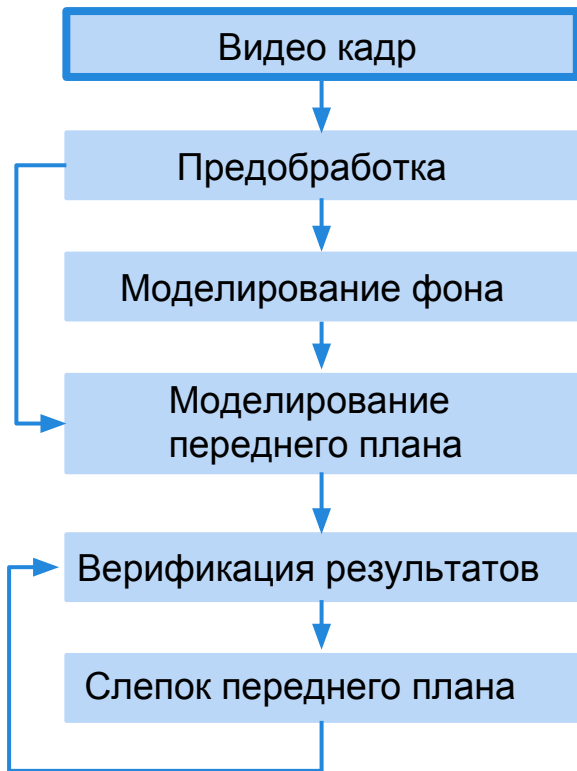 Видео кадр
Предобработка
Моделирование фона
Моделирование
переднего плана
Верификация результатов
Слепок переднего плана